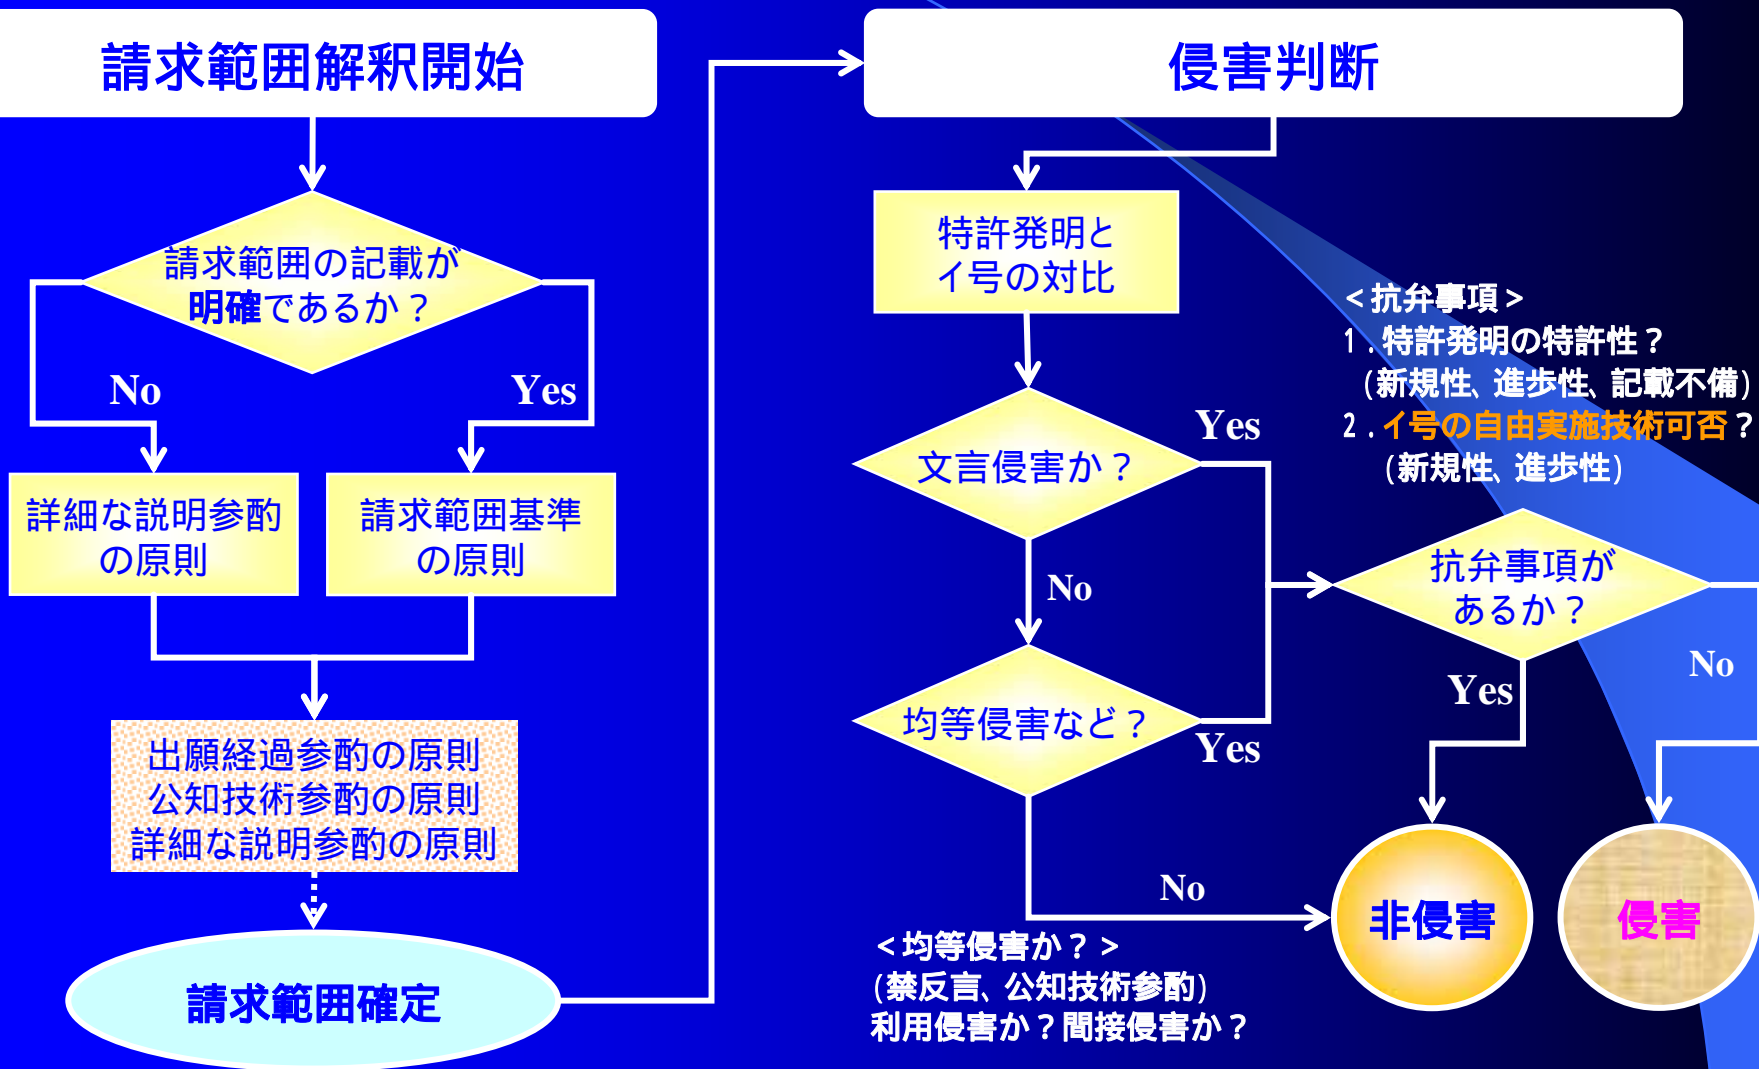 請求範囲解釈開始
請求範囲の記載が
明確であるか？
No
Yes
詳細な説明参酌
の原則
請求範囲基準
の原則
出願経過参酌の原則
公知技術参酌の原則
詳細な説明参酌の原則
請求範囲確定
侵害判断
特許発明と
イ号の対比
＜抗弁事項＞
１．特許発明の特許性？
（新規性、進歩性、記載不備）
２．イ号の自由実施技術可否？
（新規性、進歩性）
文言侵害か？
Yes
No
抗弁事項が
あるか？
No
Yes
均等侵害など？
Yes
No
非侵害
侵害
＜均等侵害か？＞
（禁反言、公知技術参酌）
利用侵害か？間接侵害か？